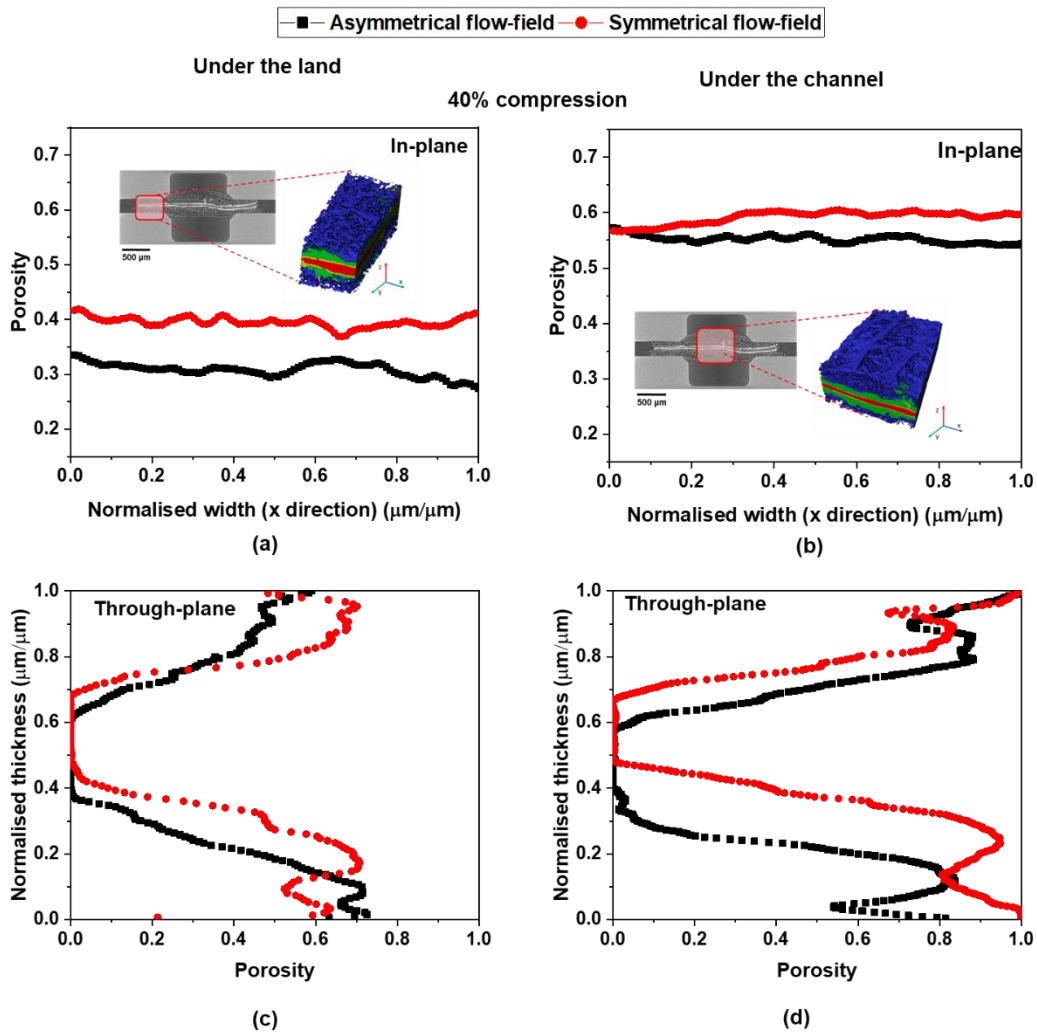 Asymmetrical flow-field Symmetrical flow-field
Under the land
Under the channel
40% compression
In-plane
0.7
0.6
0.5
0.4
0.3
0.2
Porosity
500 µm
z
y
x
0.0 0.2 0.4 0.6 0.8 1.0
Normalised width (x direction) (µm/µm)
(a)
In-plane
0.7
0.6
0.5
0.4
0.3
0.2
Porosity
500 µm
z
y
x
0.0 0.2 0.4 0.6 0.8 1.0
Normalised width (x direction) (µm/µm)
(b)
Through-plane
1.0
0.8
0.6
0.4
0.2
0.0
Normalised thickness (µm/µm)
0.0 0.2 0.4 0.6 0.8 1.0
Porosity
(c)
Through-plane
1.0
0.8
0.6
0.4
0.2
0.0
Normalised thickness (µm/µm)
0.0 0.2 0.4 0.6 0.8 1.0
Porosity
(d)